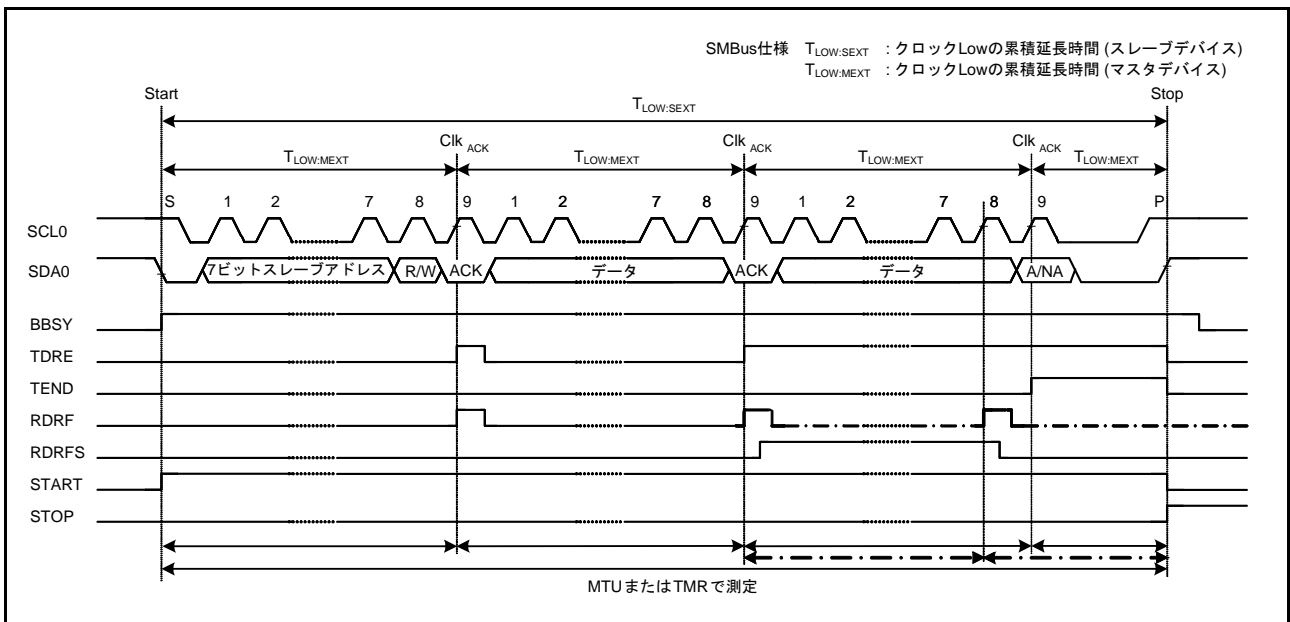 SMBus仕様 TLOW:SEXT : クロックLowの累積延長時間 (スレーブデバイス)
TLOW:MEXT : クロックLowの累積延長時間 (マスタデバイス)
Start Stop
TLOW:SEXT
Clk ACK Clk ACK Clk ACK
TLOW:MEXT TLOW:MEXT TLOW:MEXT TLOW:MEXT
S 1 2 7 8 9 1 2 7 8 9 1 2 7 8 9 P
SCL0
SDA0 7ビットスレーブアドレス R/W ACK データ ACK データ A/NA
BBSY
TDRE
TEND
RDRF
RDRFS
START
STOP
MTUまたはTMRで測定